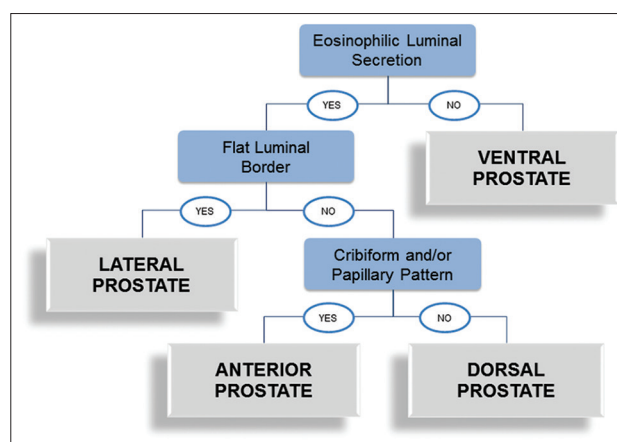 Eosinophilic Luminal
Secretion
YES
NO
Flat Luminal
Border
VENTRAL
PROSTATE
YES
NO
LATERAL
PROSTATE
Cribiform and/or
Papillary Pattern
YES
NO
ANTERIOR
PROSTATE
DORSAL
PROSTATE